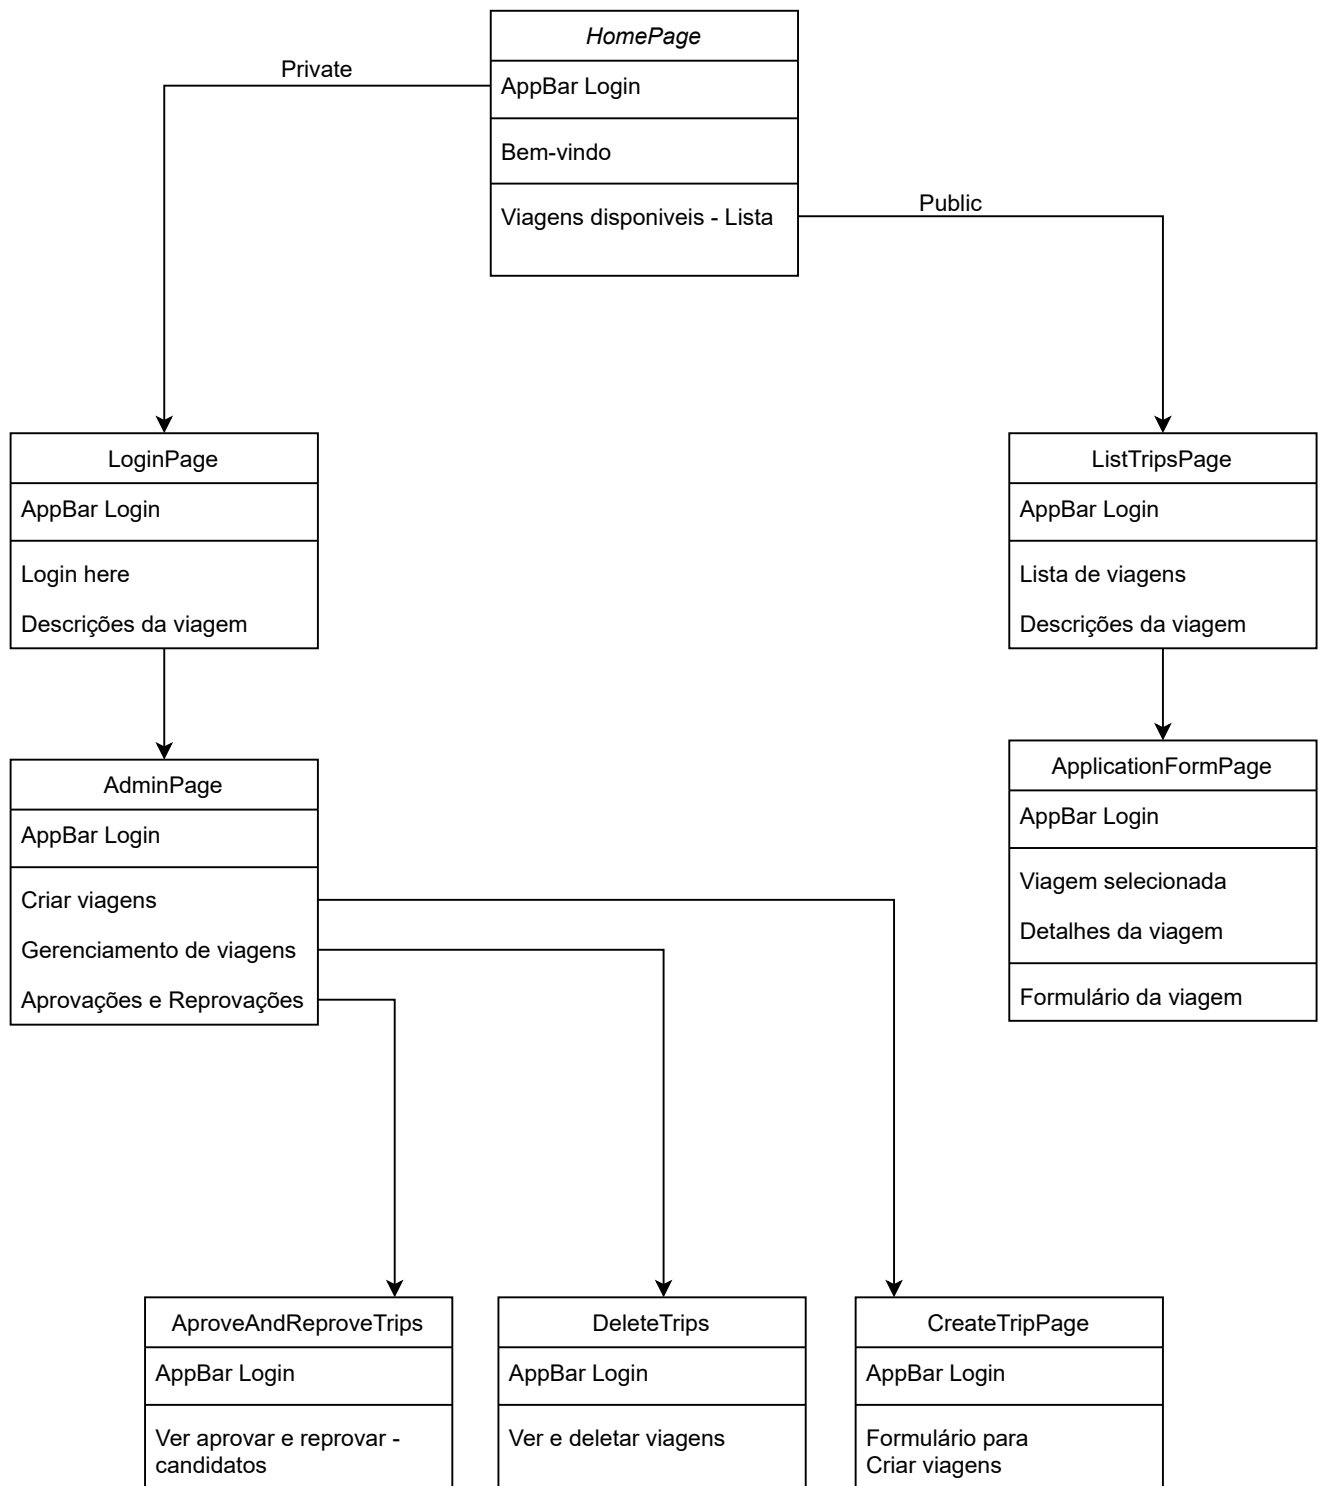 HomePage
Private
AppBar Login
Bem-vindo
Public
Viagens disponiveis - Lista
LoginPage
AppBar Login
Login here
Descrições da viagem
ListTripsPage
AppBar Login
Lista de viagens
Descrições da viagem
AdminPage
AppBar Login
Criar viagens
Gerenciamento de viagens
Aprovações e Reprovações
ApplicationFormPage
AppBar Login
Viagem selecionada
Detalhes da viagem
Formulário da viagem
AproveAndReproveTrips
AppBar Login
Ver aprovar e reprovar -
candidatos
DeleteTrips
AppBar Login
Ver e deletar viagens
CreateTripPage
AppBar Login
Formulário para
Criar viagens